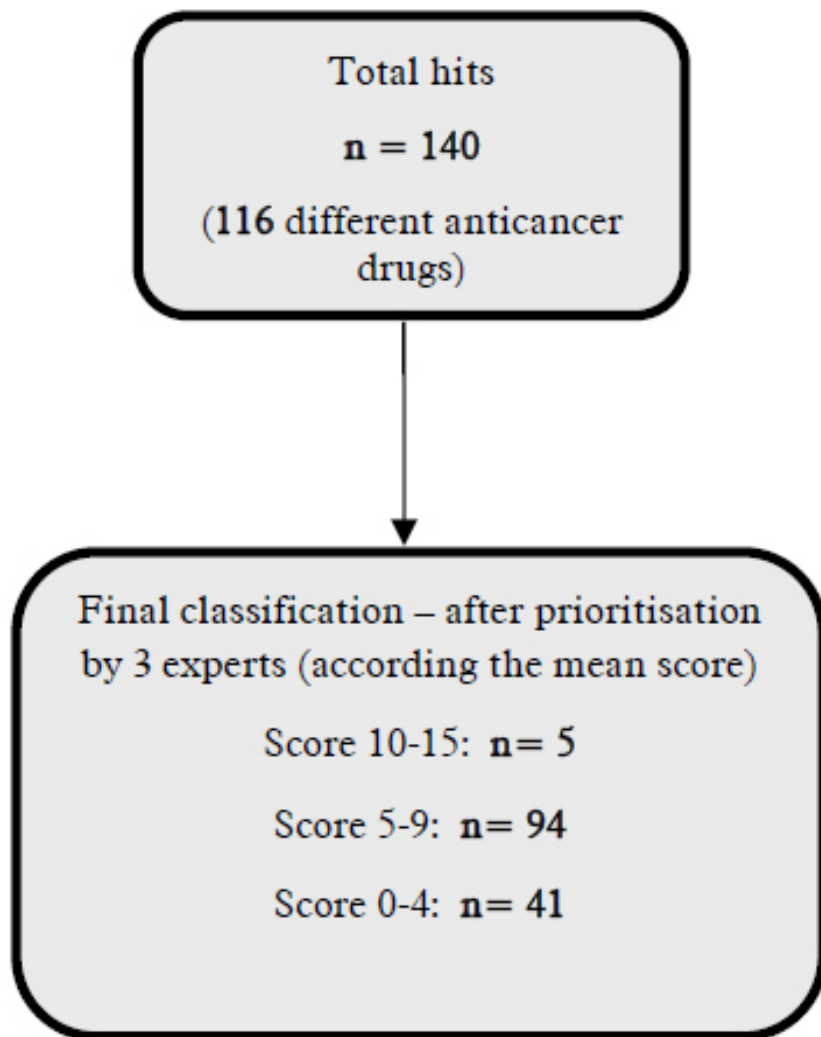 Total hits
n = 140
(116 different anticancer
drugs)
Final classification – after prioritisation
by 3 experts (according the mean score)
Score 10-15: n= 5
Score 5-9: n= 94
Score 0-4: n= 41